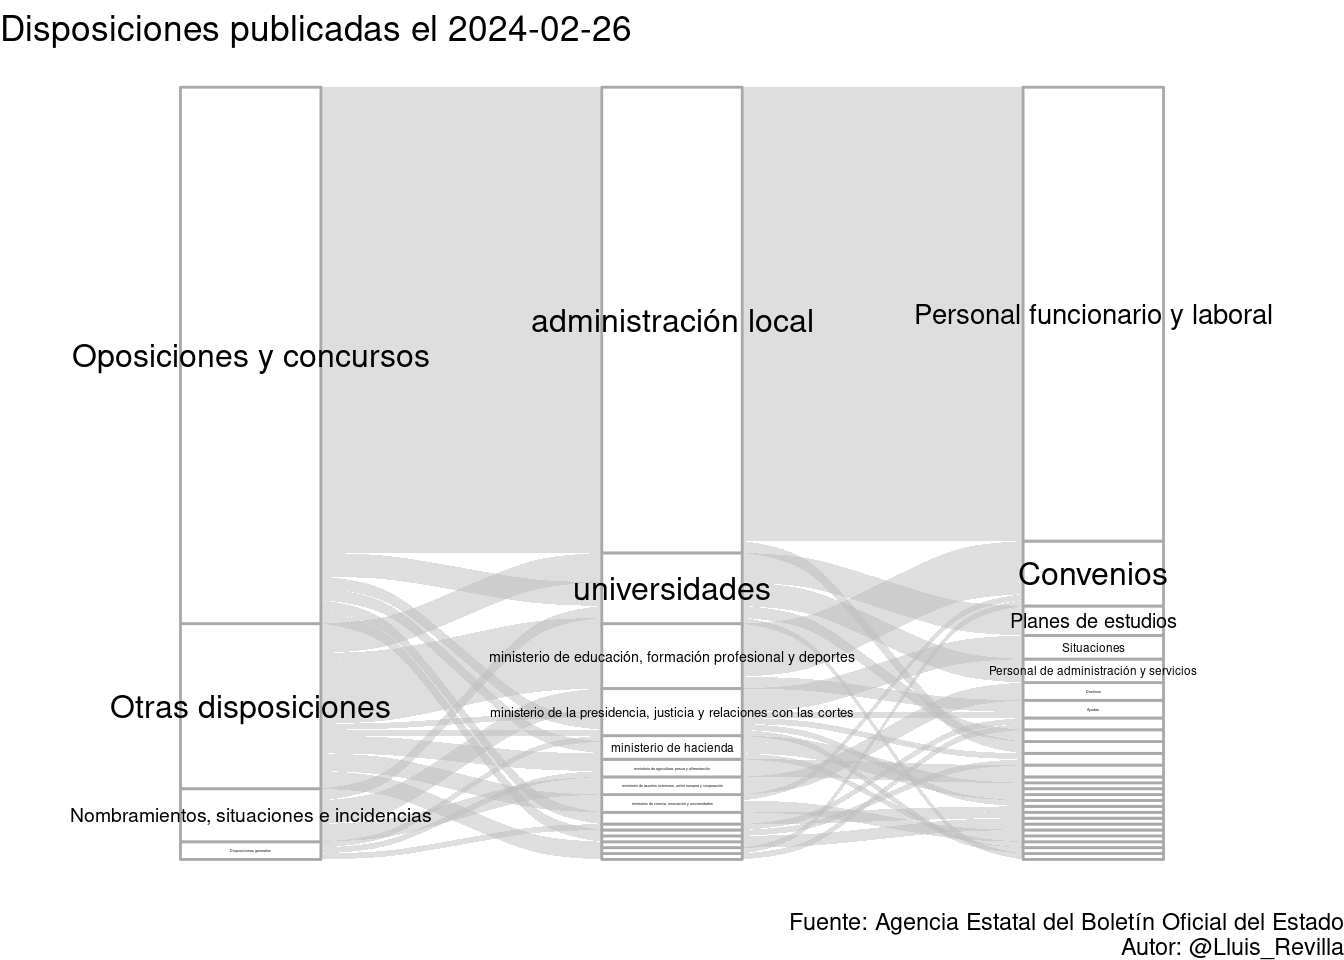 Disposiciones publicadas el 2024-02-26
Oposiciones y concursos
Otras disposiciones
Nombramientos, situaciones e incidencias
Disposiciones generales
administración local
universidades
ministerio de educación, formación profesional y deportes
ministerio de la presidencia, justicia y relaciones con las cortes
ministerio de hacienda
ministerio de agricultura, pesca y alimentación
ministerio de asuntos exteriores, unión europea y cooperación
ministerio de ciencia, innovación y universidades
Personal funcionario y laboral
Convenios
Planes de estudios
Situaciones
Personal de administración y servicios
Destinos
Ayudas
Fuente: Agencia Estatal del Boletín Oficial del Estado
Autor: @Lluis_Revilla